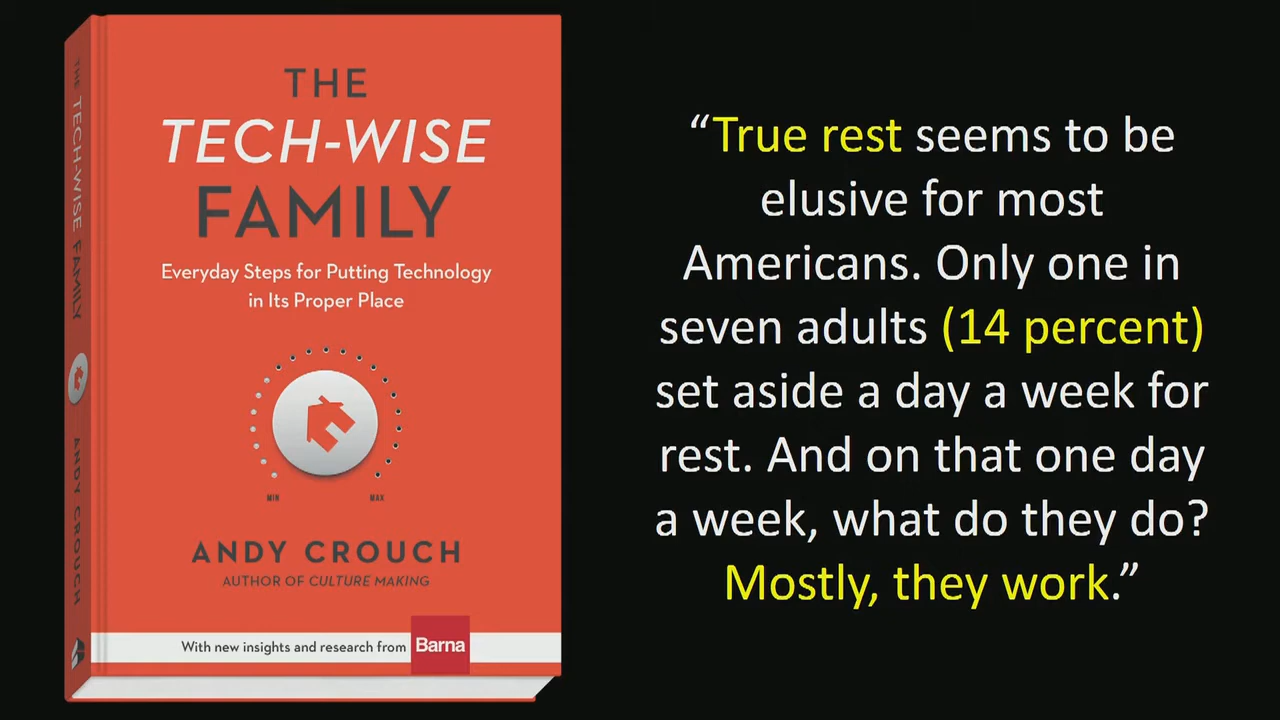 THE
TECH-WISE
FAMILY
Everyday Steps for Putting Technology
in Its Proper Place
MIN MAX
ANDY CROUCH
AUTHOR OF CULTURE MAKING
With new insights and research from Barna
THE TECH-WISE FAMILY ANDY CROUCH
“True rest seems to be
elusive for most
Americans. Only one in
seven adults (14 percent)
set aside a day a week for
rest. And on that one day
a week, what do they do?
Mostly, they work.”